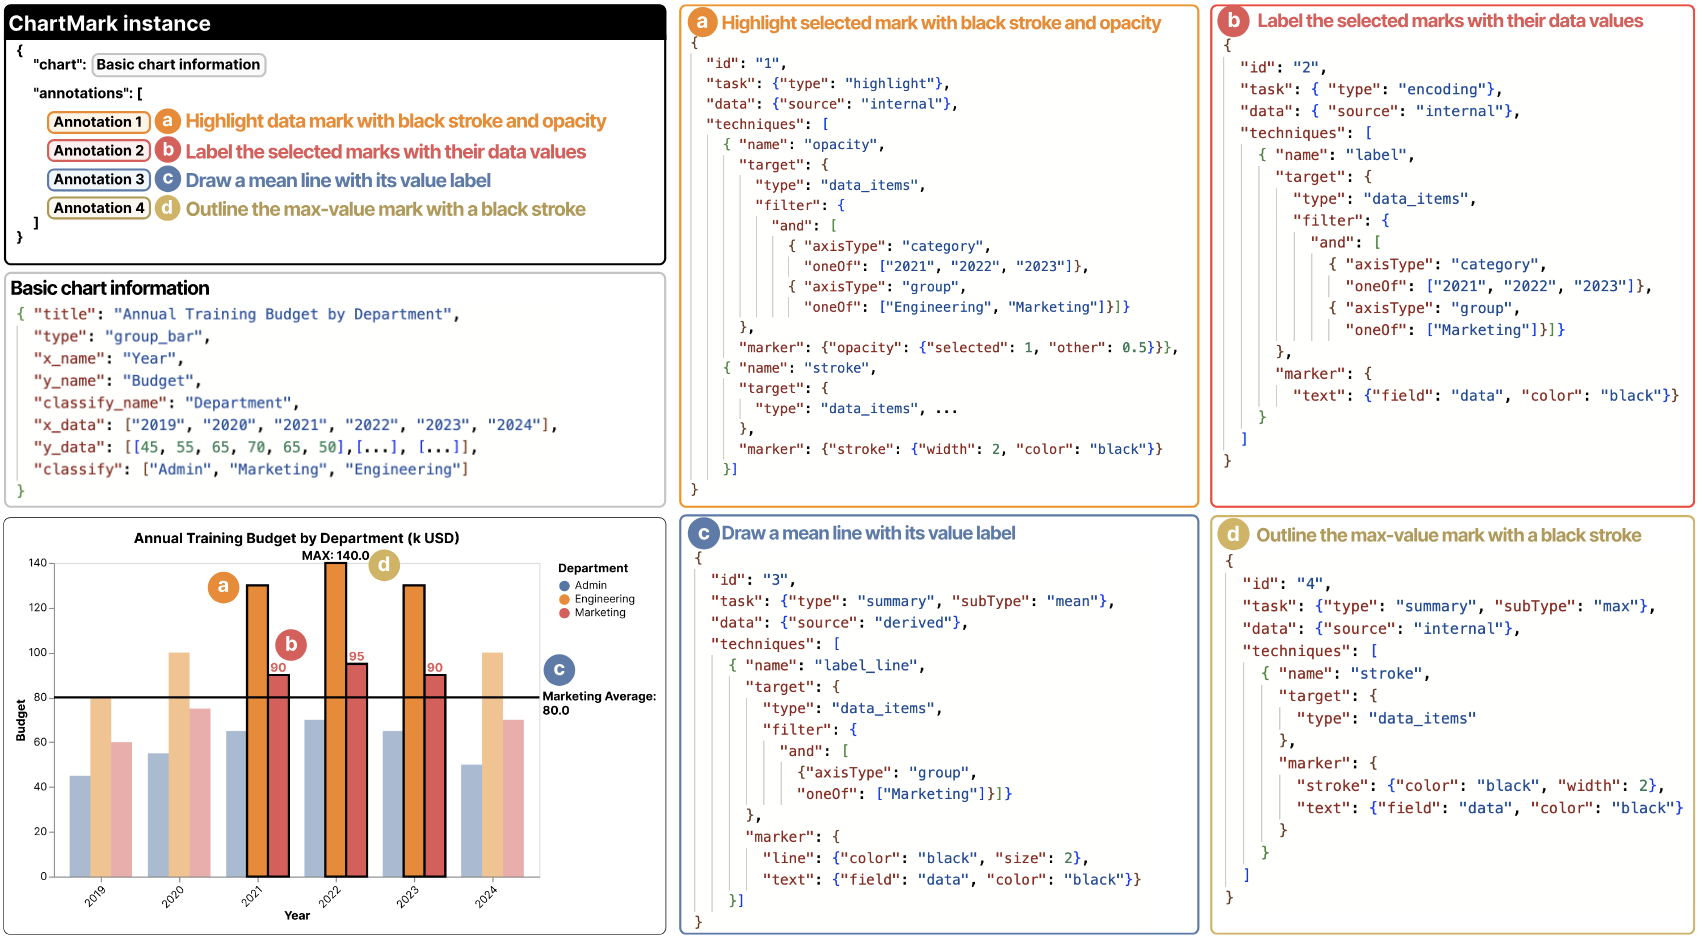 ChartMark instance
{
"chart": Basic chart information
"annotations": [
Annotation 1 a Highlight data mark with black stroke and opacity
Annotation 2 b Label the selected marks with their data values
Annotation 3 c Draw a mean line with its value label
Annotation 4 d Outline the max-value mark with a black stroke
]
}
Basic chart information
{ "title": "Annual Training Budget by Department",
"type": "group_bar",
"x_name": "Year",
"y_name": "Budget",
"classify_name": "Department",
"x_data": ["2019", "2020", "2021", "2022", "2023", "2024"],
"y_data": [[45, 55, 65, 70, 65, 50],[...], [...]],
"classify": ["Admin", "Marketing", "Engineering"]
}
Annual Training Budget by Department (k USD)
MAX: 140.0
a
d
b
c
90
95
90
Marketing Average:
80.0
Department
Admin
Engineering
Marketing
Budget
140
120
100
80
60
40
20
0
2019
2020
2021
2022
2023
2024
Year
a Highlight selected mark with black stroke and opacity
{
"id": "1",
"task": {"type": "highlight"},
"data": {"source": "internal"},
"techniques": [
{ "name": "opacity",
"target": {
"type": "data_items",
"filter": {
"and": [
{ "axisType": "category",
"oneOf": ["2021", "2022", "2023"]},
{ "axisType": "group",
"oneOf": ["Engineering", "Marketing"]}]}
},
"marker": {"opacity": {"selected": 1, "other": 0.5}}},
{ "name": "stroke",
"target": {
"type": "data_items", ...
},
"marker": {"stroke": {"width": 2, "color": "black"}}
}]
}
b Label the selected marks with their data values
{
"id": "2",
"task": { "type": "encoding"},
"data": { "source": "internal"},
"techniques": [
{ "name": "label",
"target": {
"type": "data_items",
"filter": {
"and": [
{ "axisType": "category",
"oneOf": ["2021", "2022", "2023"]},
{ "axisType": "group",
"oneOf": ["Marketing"]}]}
},
"marker": {
"text": {"field": "data", "color": "black"}}
}
]
}
c Draw a mean line with its value label
{
"id": "3",
"task": {"type": "summary", "subType": "mean"},
"data": {"source": "derived"},
"techniques": [
{ "name": "label_line",
"target": {
"type": "data_items",
"filter": {
"and": [
{"axisType": "group",
"oneOf": ["Marketing"]}]}
},
"marker": {
"line": {"color": "black", "size": 2},
"text": {"field": "data", "color": "black"}}
}]
}
d Outline the max-value mark with a black stroke
{
"id": "4",
"task": {"type": "summary", "subType": "max"},
"data": {"source": "internal"},
"techniques": [
{ "name": "stroke",
"target": {
"type": "data_items"
},
"marker": {
"stroke": {"color": "black", "width": 2},
"text": {"field": "data", "color": "black"}
}
}
]
}